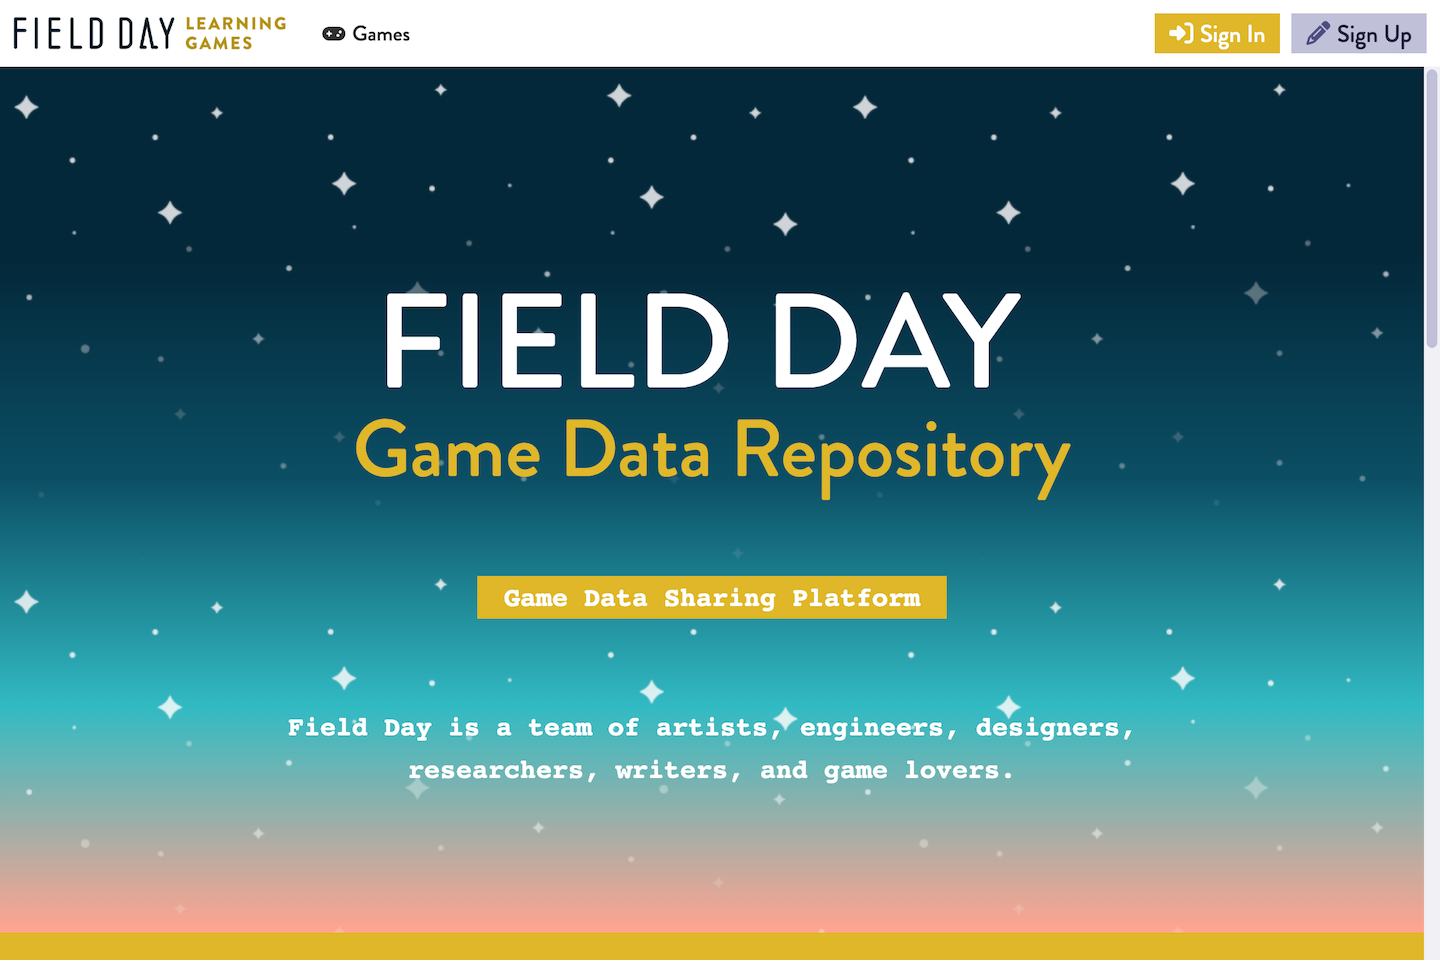 FIELD DAY LEARNING GAMES
Games
Sign In
Sign Up
FIELD DAY
Game Data Repository
Game Data Sharing Platform
Field Day is a team of artists, engineers, designers,
researchers, writers, and game lovers.